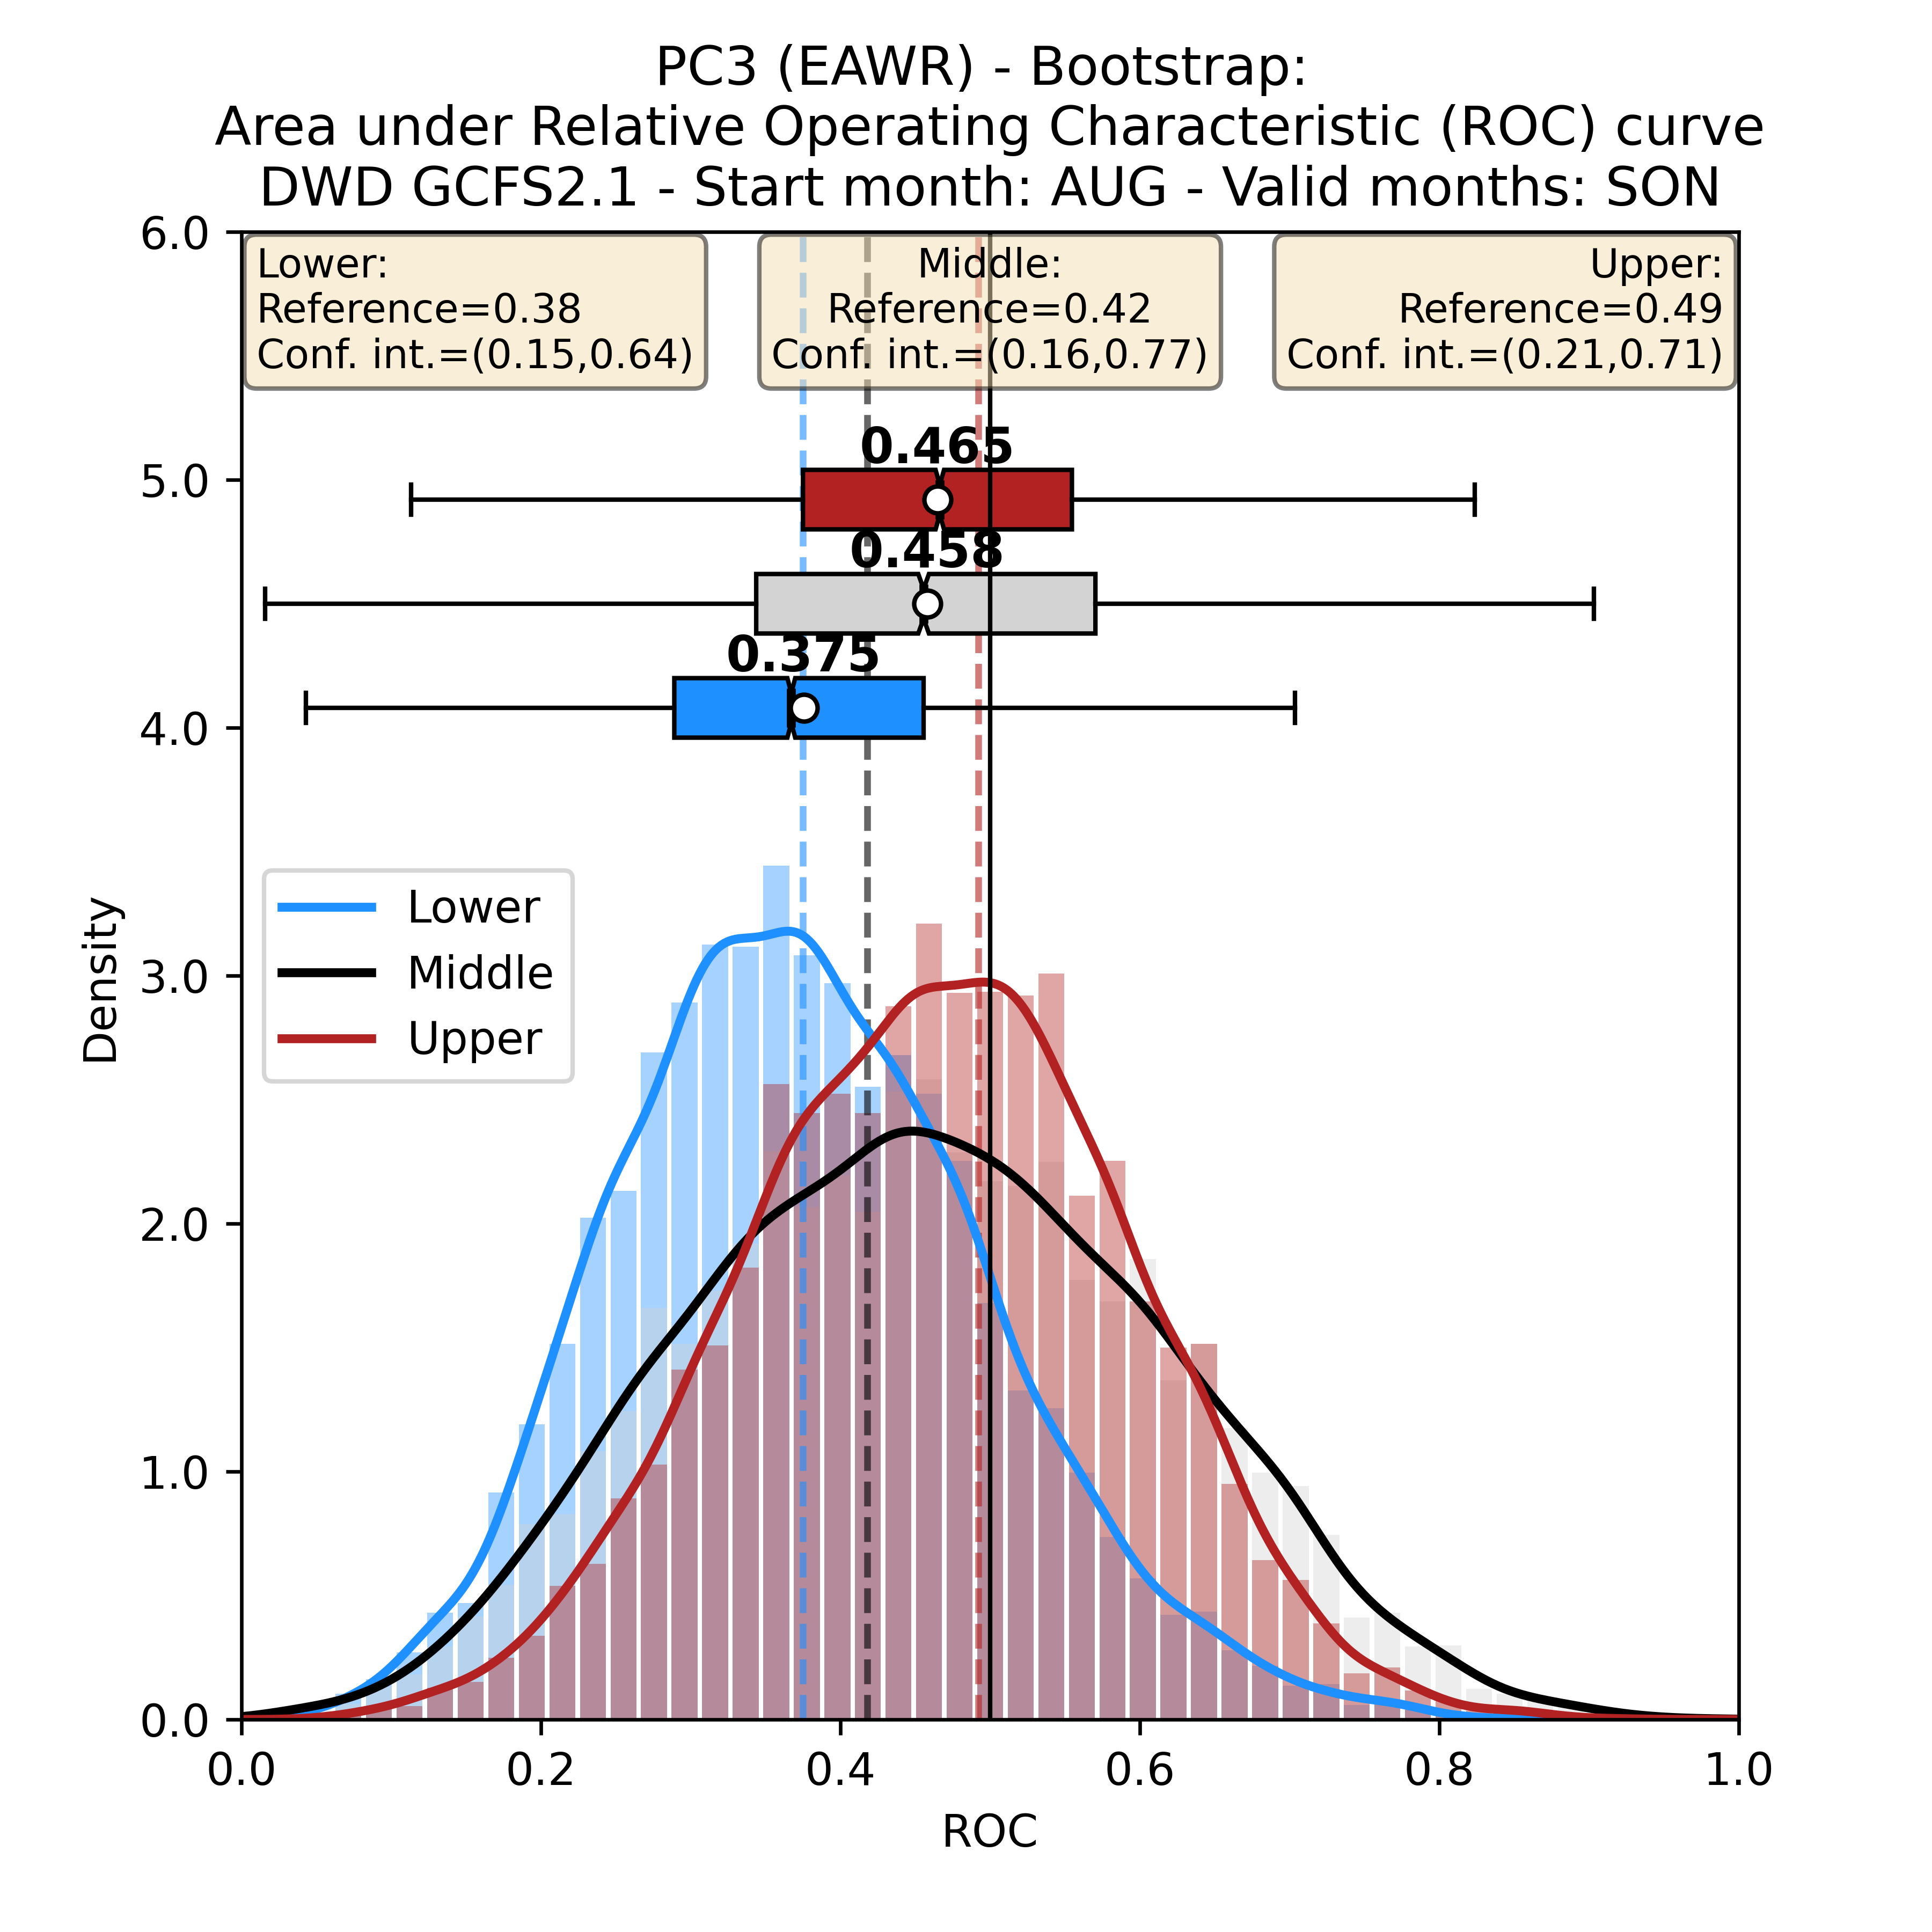 PC3 (EAWR) - Bootstrap:
Area under Relative Operating Characteristic (ROC) curve
DWD GCFS2.1 - Start month: AUG - Valid months: SON
Lower:
Reference=0.38
Conf. int.=(0.15,0.64)
Middle:
Reference=0.42
Conf. int.=(0.16,0.77)
Upper:
Reference=0.49
Conf. int.=(0.21,0.71)
0.465
0.458
0.375
Lower
Middle
Upper
Density
6.0
5.0
4.0
3.0
2.0
1.0
0.0
0.0 0.2 0.4 0.6 0.8 1.0
ROC